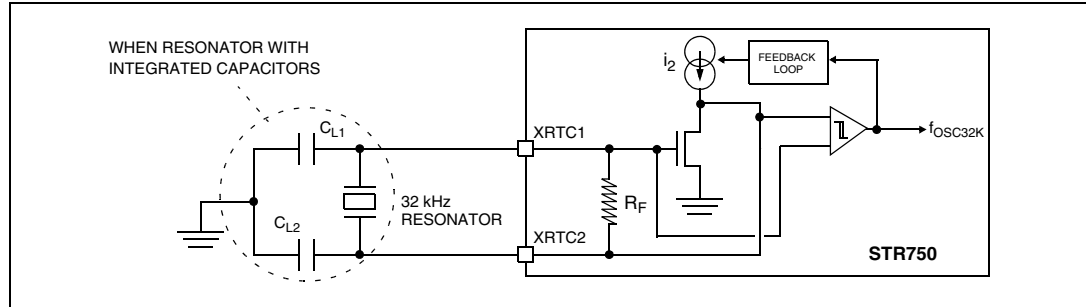 WHEN RESONATOR WITH
INTEGRATED CAPACITORS
CL1
CL2
32 kHz
RESONATOR
XRTC1
XRTC2
RF
i2
FEEDBACK
LOOP
fOSC32K
STR750